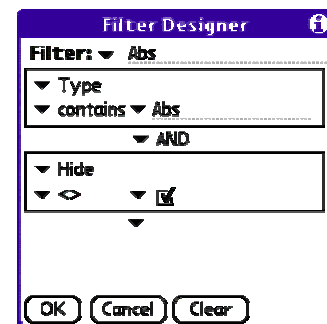 Filter Designer
Filter: Abs
Type
contains Abs
AND
Hide
<>
OK Cancel Clear